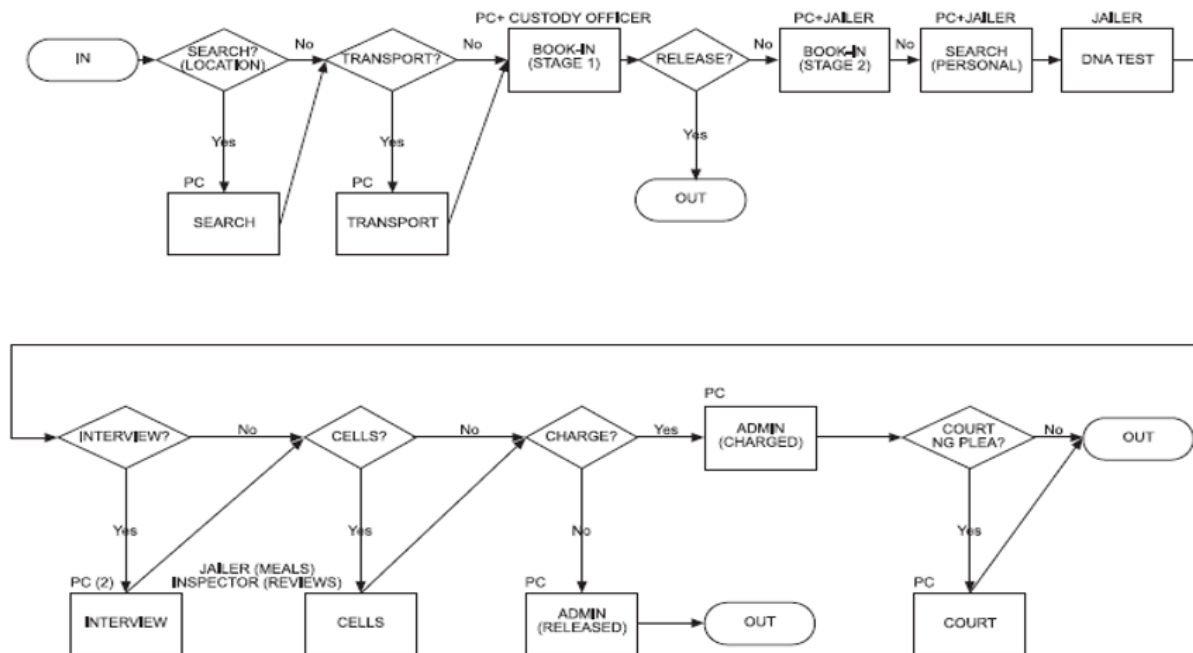 PC+ CUSTODY OFFICER
PC+JAILER
PC+JAILER
JAILER
IN
SEARCH?
(LOCATION)
No
TRANSPORT?
No
BOOK-IN
(STAGE 1)
RELEASE?
No
BOOK-IN
(STAGE 2)
No
SEARCH
(PERSONAL)
DNA TEST
Yes
Yes
Yes
PC
SEARCH
PC
TRANSPORT
OUT
INTERVIEW?
No
CELLS?
No
CHARGE?
Yes
PC
ADMIN
(CHARGED)
COURT
NG PLEA?
No
OUT
Yes
Yes
No
Yes
PC (2)
INTERVIEW
JAILER (MEALS)
INSPECTOR (REVIEWS)
CELLS
PC
ADMIN
(RELEASED)
OUT
PC
COURT